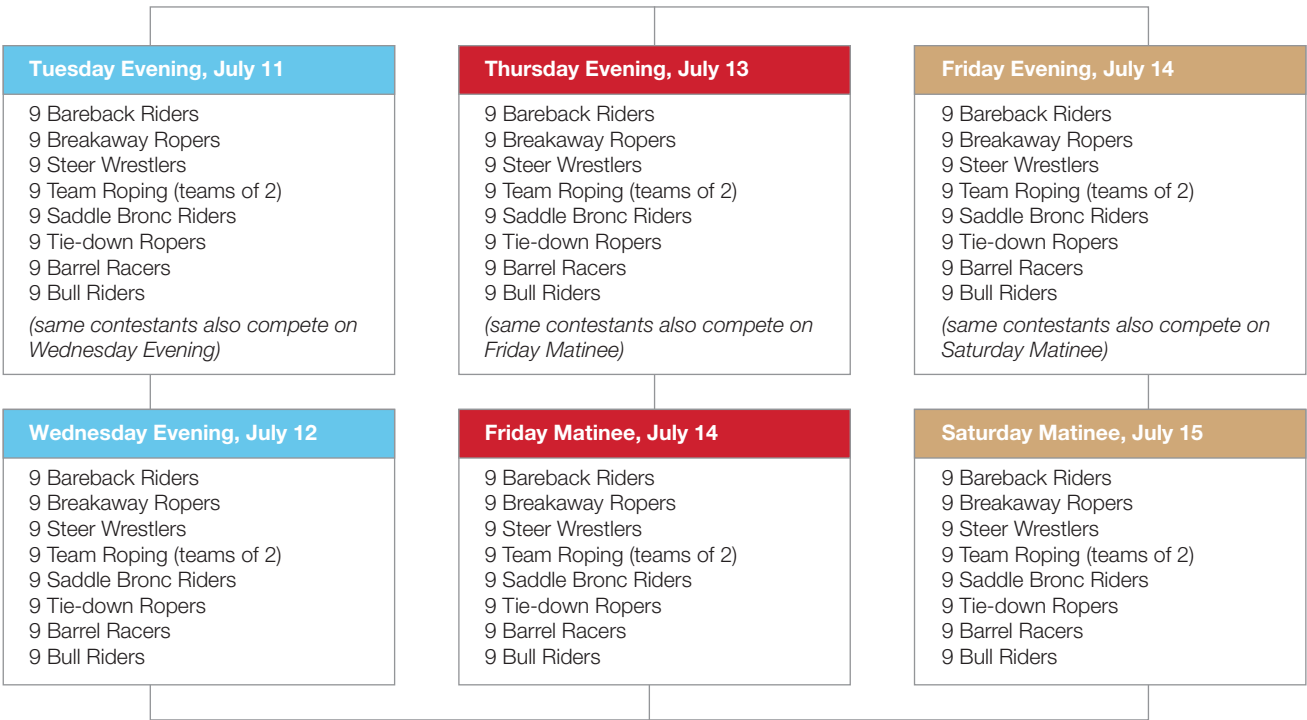 Tuesday Evening, July 11
9 Bareback Riders
9 Breakaway Ropers
9 Steer Wrestlers
9 Team Roping (teams of 2)
9 Saddle Bronc Riders
9 Tie-down Ropers
9 Barrel Racers
9 Bull Riders
(same contestants also compete on
Wednesday Evening)
Thursday Evening, July 13
9 Bareback Riders
9 Breakaway Ropers
9 Steer Wrestlers
9 Team Roping (teams of 2)
9 Saddle Bronc Riders
9 Tie-down Ropers
9 Barrel Racers
9 Bull Riders
(same contestants also compete on
Friday Matinee)
Friday Evening, July 14
9 Bareback Riders
9 Breakaway Ropers
9 Steer Wrestlers
9 Team Roping (teams of 2)
9 Saddle Bronc Riders
9 Tie-down Ropers
9 Barrel Racers
9 Bull Riders
(same contestants also compete on
Saturday Matinee)
Wednesday Evening, July 12
9 Bareback Riders
9 Breakaway Ropers
9 Steer Wrestlers
9 Team Roping (teams of 2)
9 Saddle Bronc Riders
9 Tie-down Ropers
9 Barrel Racers
9 Bull Riders
Friday Matinee, July 14
9 Bareback Riders
9 Breakaway Ropers
9 Steer Wrestlers
9 Team Roping (teams of 2)
9 Saddle Bronc Riders
9 Tie-down Ropers
9 Barrel Racers
9 Bull Riders
Saturday Matinee, July 15
9 Bareback Riders
9 Breakaway Ropers
9 Steer Wrestlers
9 Team Roping (teams of 2)
9 Saddle Bronc Riders
9 Tie-down Ropers
9 Barrel Racers
9 Bull Riders